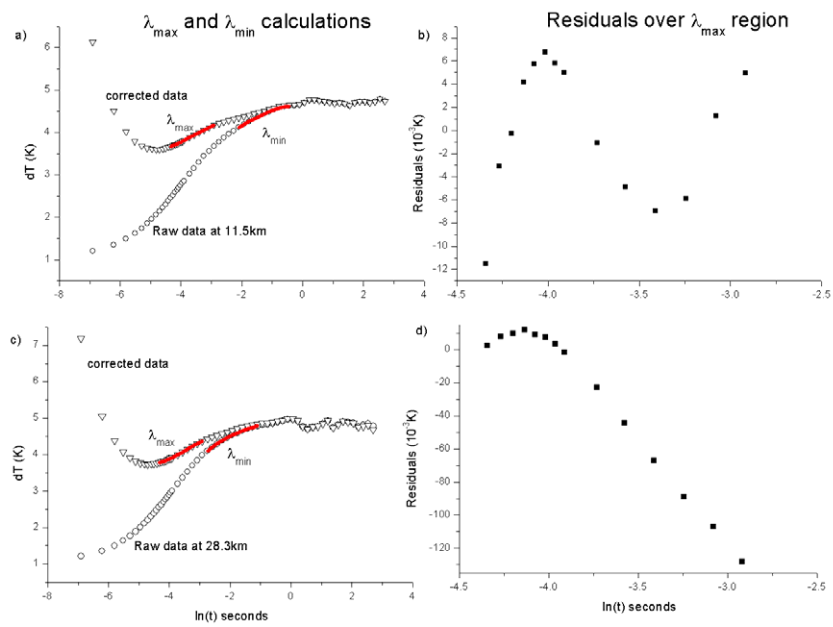 λmax and λmin calculations
Residuals over λmax region
a)
corrected data
λmax
λmin
Raw data at 11.5km
dT (K)
6
5
4
3
2
1
-8 -6 -4 -2 0 2 4
b)
Residuals (10⁻³K)
8
6
4
2
0
-2
-4
-6
-8
-10
-12
-4.5 -4.0 -3.5 -3.0 -2.5
c)
corrected data
λmax
λmin
Raw data at 28.3km
dT (K)
7
6
5
4
3
2
1
-8 -6 -4 -2 0 2 4
ln(t) seconds
d)
Residuals (10⁻³K)
0
-20
-40
-60
-80
-100
-120
-4.5 -4.0 -3.5 -3.0 -2.5
ln(t) seconds